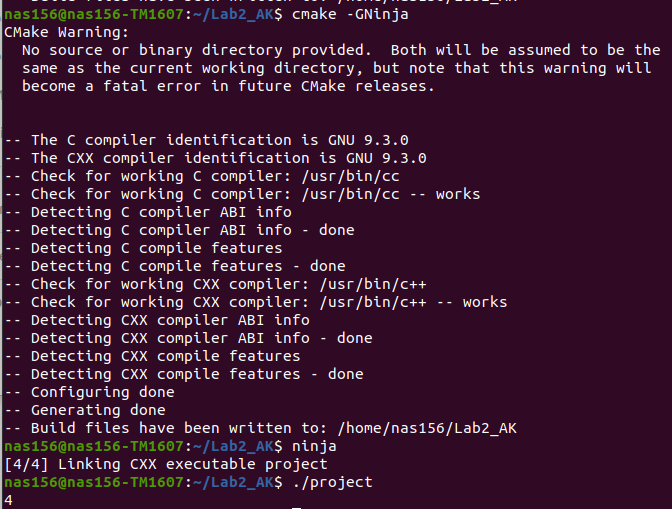 nas156@nas156-TM1607:~/Lab2_AK$ cmake -GNinja
CMake Warning:
  No source or binary directory provided.  Both will be assumed to be the
  same as the current working directory, but note that this warning will
  become a fatal error in future CMake releases.
-- The C compiler identification is GNU 9.3.0
-- The CXX compiler identification is GNU 9.3.0
-- Check for working C compiler: /usr/bin/cc
-- Check for working C compiler: /usr/bin/cc -- works
-- Detecting C compiler ABI info
-- Detecting C compiler ABI info - done
-- Detecting C compile features
-- Detecting C compile features - done
-- Check for working CXX compiler: /usr/bin/c++
-- Check for working CXX compiler: /usr/bin/c++ -- works
-- Detecting CXX compiler ABI info
-- Detecting CXX compiler ABI info - done
-- Detecting CXX compile features
-- Detecting CXX compile features - done
-- Configuring done
-- Generating done
-- Build files have been written to: /home/nas156/Lab2_AK
nas156@nas156-TM1607:~/Lab2_AK$ ninja
[4/4] Linking CXX executable project
nas156@nas156-TM1607:~/Lab2_AK$ ./project
4